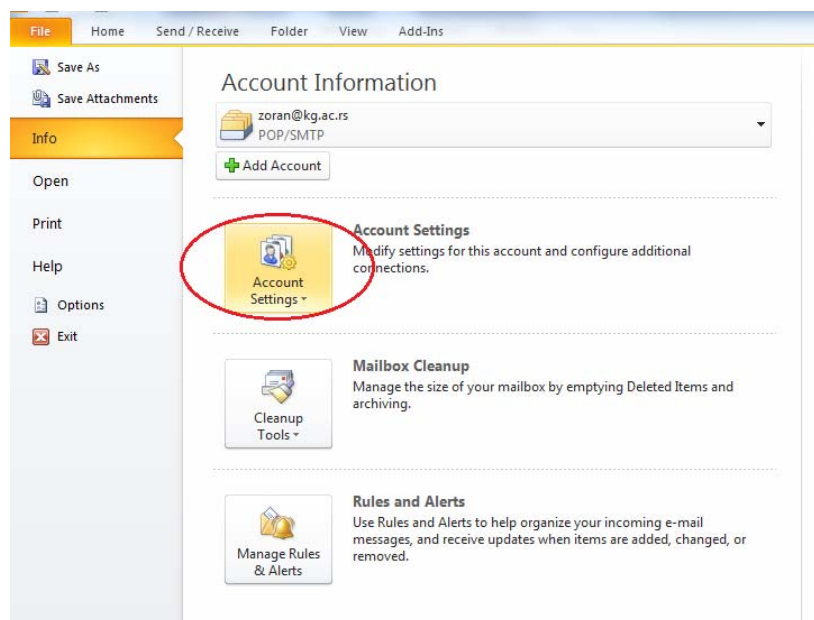 File Home Send / Receive Folder View Add-Ins
Save As
Save Attachments
Info
Open
Print
Help
Options
Exit
Account Information
zoran@kg.ac.rs
POP/SMTP
Add Account
Account
Settings
Account Settings
Modify settings for this account and configure additional
connections.
Cleanup
Tools
Mailbox Cleanup
Manage the size of your mailbox by emptying Deleted Items and
archiving.
Manage Rules
& Alerts
Rules and Alerts
Use Rules and Alerts to help organize your incoming e-mail
messages, and receive updates when items are added, changed, or
removed.